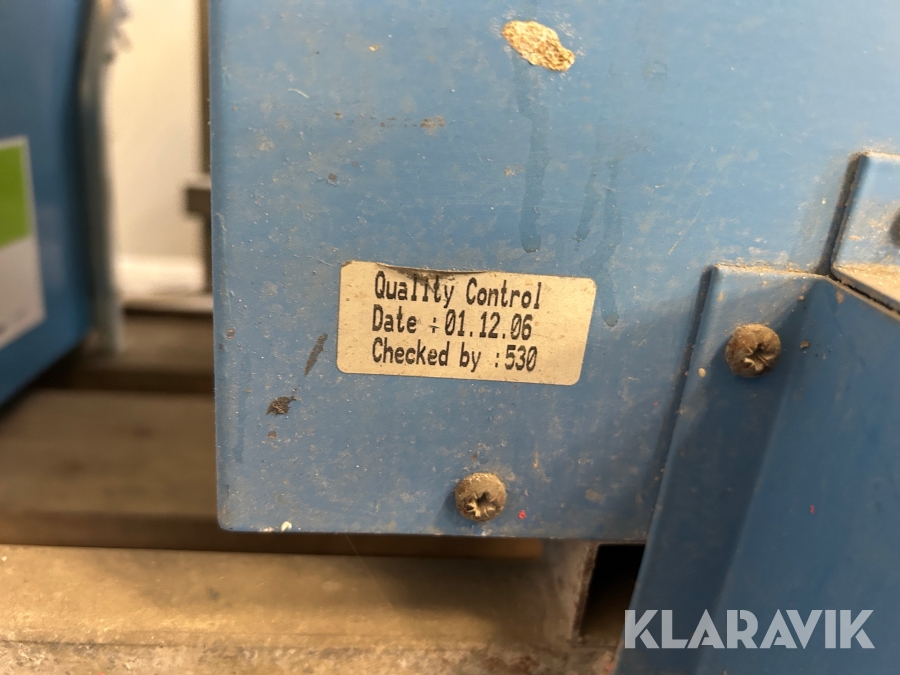 Quality Control
Date : 01.12.06
Checked by : 530
KLARAVIK